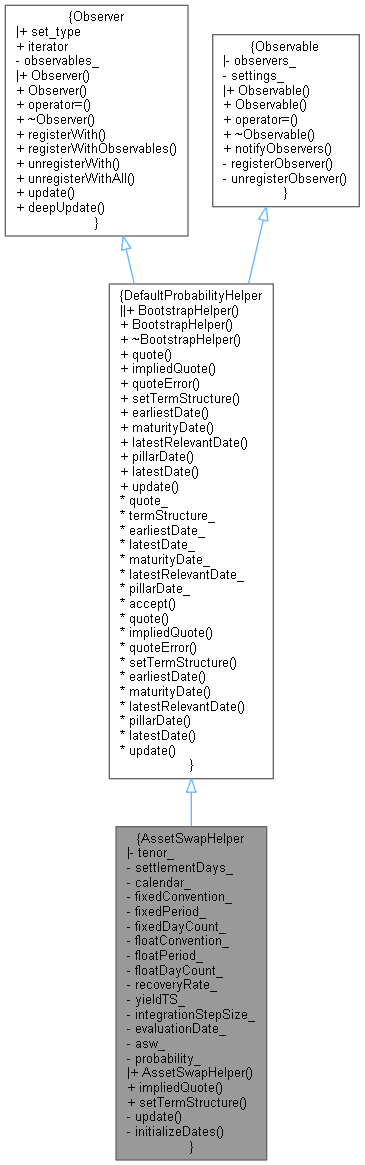 {Observer
|+ set_type
+ iterator
- observables_
|+ Observer()
+ Observer()
+ operator=()
+ ~Observer()
+ registerWith()
+ registerWithObservables()
+ unregisterWith()
+ unregisterWithAll()
+ update()
+ deepUpdate()
}
{Observable
|- observers_
- settings_
|+ Observable()
+ Observable()
+ operator=()
+ ~Observable()
+ notifyObservers()
- registerObserver()
- unregisterObserver()
}
{DefaultProbabilityHelper
||+ BootstrapHelper()
+ BootstrapHelper()
+ ~BootstrapHelper()
+ quote()
+ impliedQuote()
+ quoteError()
+ setTermStructure()
+ earliestDate()
+ maturityDate()
+ latestRelevantDate()
+ pillarDate()
+ latestDate()
+ update()
* quote_
* termStructure_
* earliestDate_
* latestDate_
* maturityDate_
* latestRelevantDate_
* pillarDate_
* accept()
* quote()
* impliedQuote()
* quoteError()
* setTermStructure()
* earliestDate()
* maturityDate()
* latestRelevantDate()
* pillarDate()
* latestDate()
* update()
}
{AssetSwapHelper
|- tenor_
- settlementDays_
- calendar_
- fixedConvention_
- fixedPeriod_
- fixedDayCount_
- floatConvention_
- floatPeriod_
- floatDayCount_
- recoveryRate_
- yieldTS_
- integrationStepSize_
- evaluationDate_
- asw_
- probability_
|+ AssetSwapHelper()
+ impliedQuote()
+ setTermStructure()
- update()
- initializeDates()
}